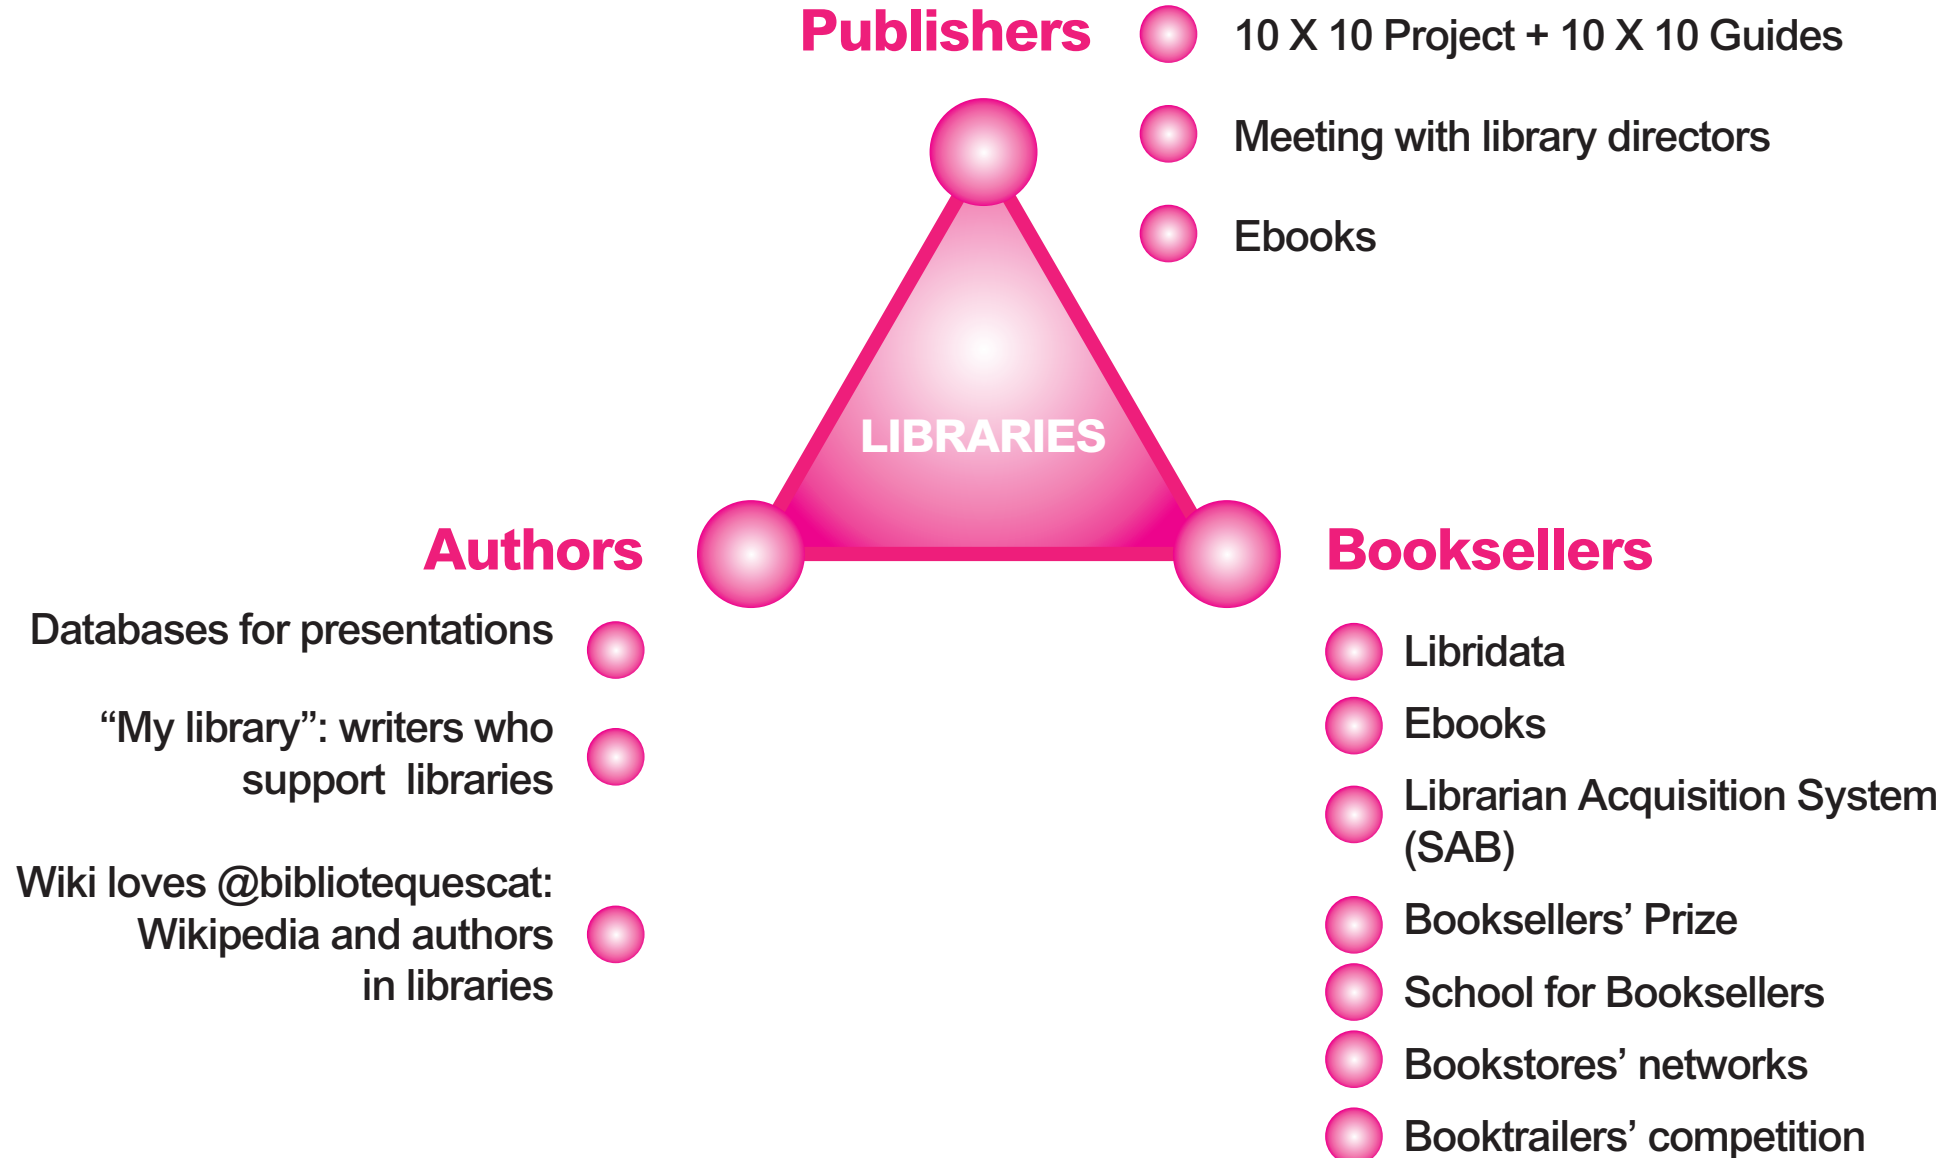 Publishers
10 X 10 Project + 10 X 10 Guides
Meeting with library directors
Ebooks
LIBRARIES
Authors
Databases for presentations
“My library”: writers who
support libraries
Wiki loves @bibliotequescat:
Wikipedia and authors
in libraries
Booksellers
Libridata
Ebooks
Librarian Acquisition System
(SAB)
Booksellers’ Prize
School for Booksellers
Bookstores’ networks
Booktrailers’ competition